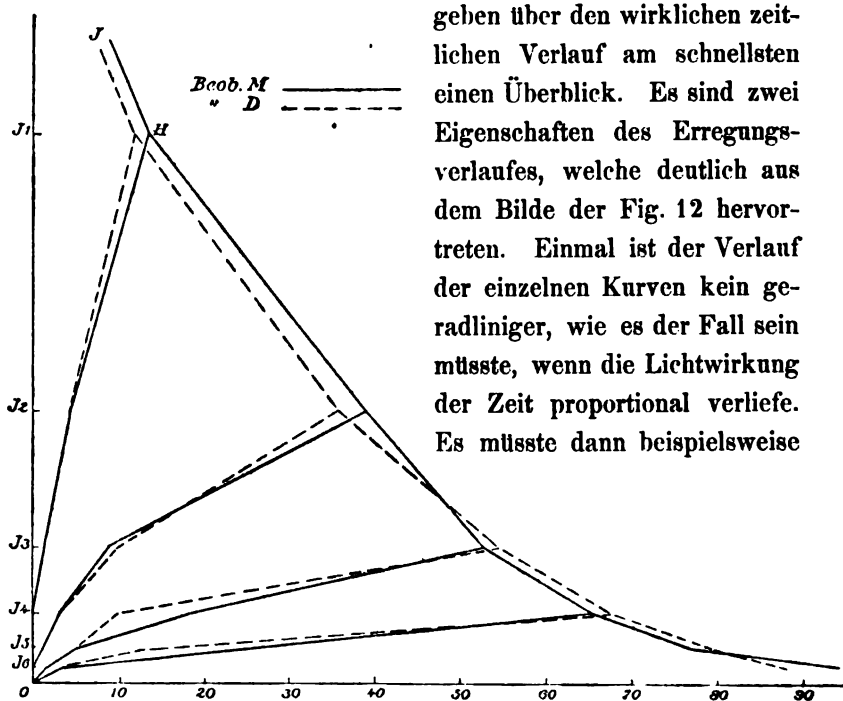 geben über den wirklichen zeit-
lichen Verlauf am schnellsten
einen Überblick. Es sind zwei
Eigenschaften des Erregungs-
verlaufes, welche deutlich aus
dem Bilde der Fig. 12 hervor-
treten. Einmal ist der Verlauf
der einzelnen Kurven kein ge-
radliniger, wie es der Fall sein
müsste, wenn die Lichtwirkung
der Zeit proportional verliefe.
Es müsste dann beispielsweise
J
Beob. M
" D
J1
H
J2
J3
J4
J5
J6
0 10 20 30 40 50 60 70 80 90